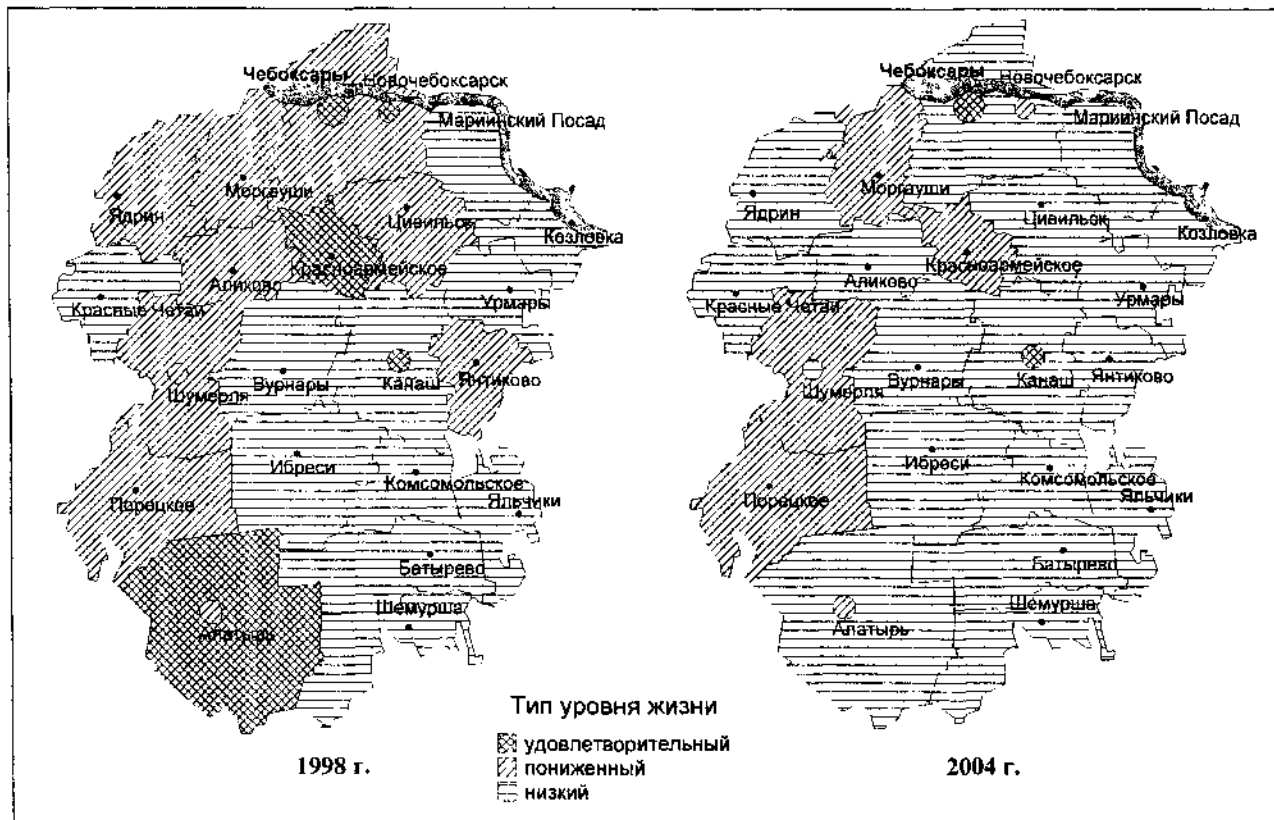 Чебоксары
Новочебоксарск
Мариинский Посад
Моргауши
Ядрин
Цивильск
Козловка
Красноармейское
Аликово
Урмары
Красные Четаи
Вурнары
Канаш
Янтиково
Шумерля
Ибреси
Комсомольское
Порецкое
Яльчики
Батырево
Шемурша
Алатырь
1998 г.
Чебоксары
Новочебоксарск
Мариинский Посад
Моргауши
Ядрин
Цивильск
Козловка
Красноармейское
Аликово
Урмары
Красные Четаи
Вурнары
Канаш
Янтиково
Шумерля
Ибреси
Комсомольское
Порецкое
Яльчики
Батырево
Шемурша
Алатырь
2004 г.
Тип уровня жизни
удовлетворительный
пониженный
низкий